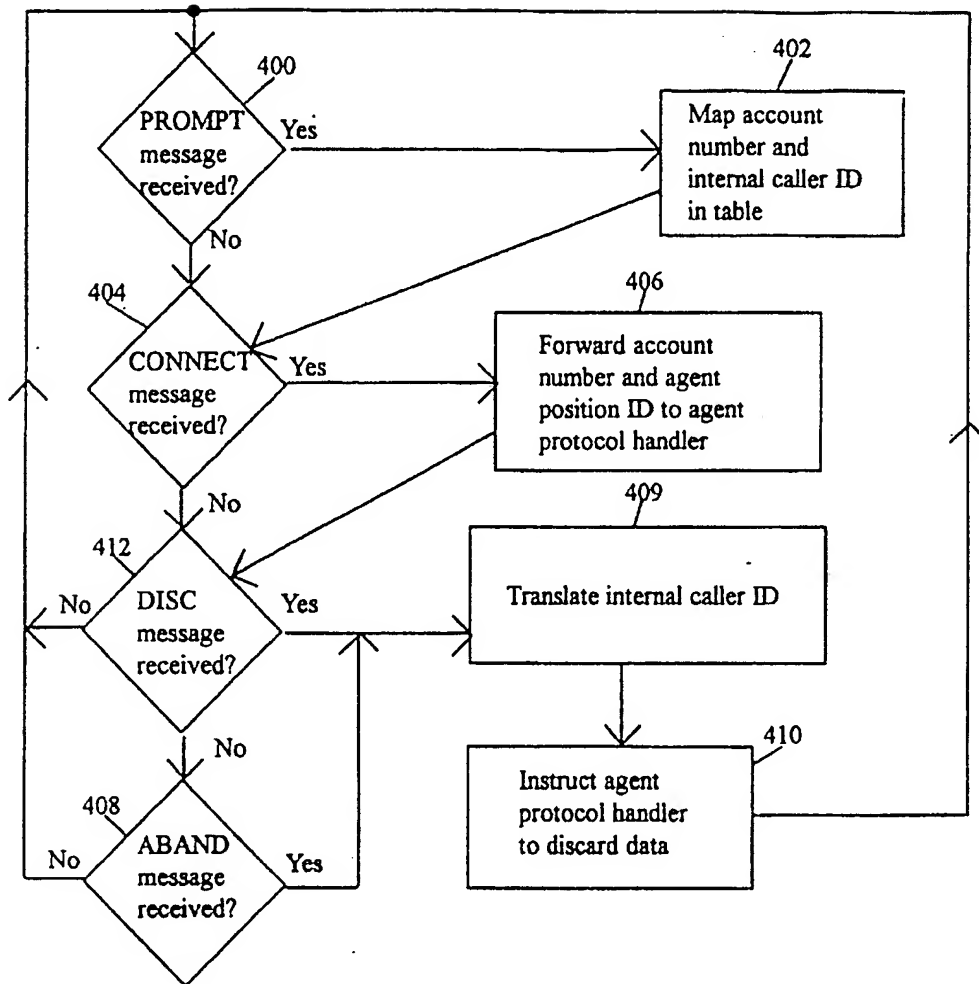 400
PROMPT
message
received?
Yes
No
402
Map account
number and
internal caller ID
in table
404
CONNECT
message
received?
Yes
No
406
Forward account
number and agent
position ID to agent
protocol handler
412
DISC
message
received?
No
Yes
No
409
Translate internal caller ID
410
Instruct agent
protocol handler
to discard data
408
ABAND
message
received?
No
Yes